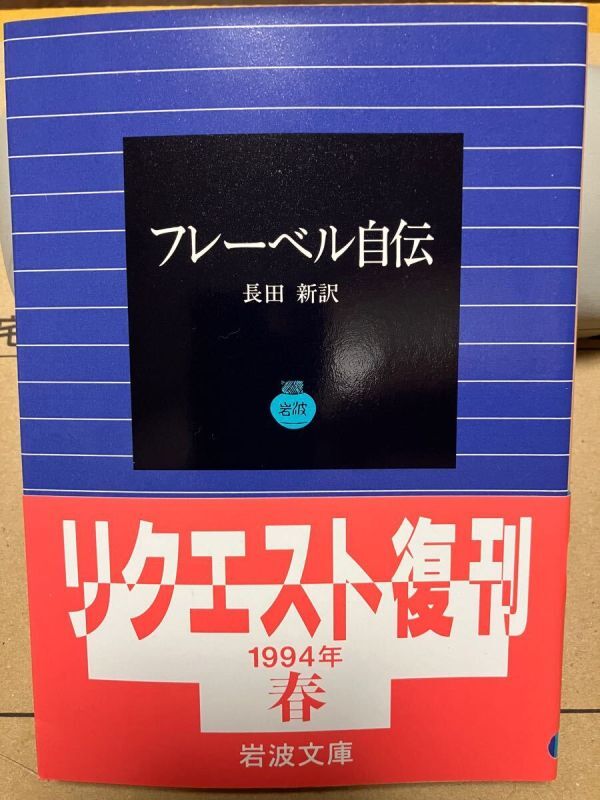 フレーベル自伝
長田 新訳
岩波
リクエスト復刊
1994年
春
岩波文庫
宅